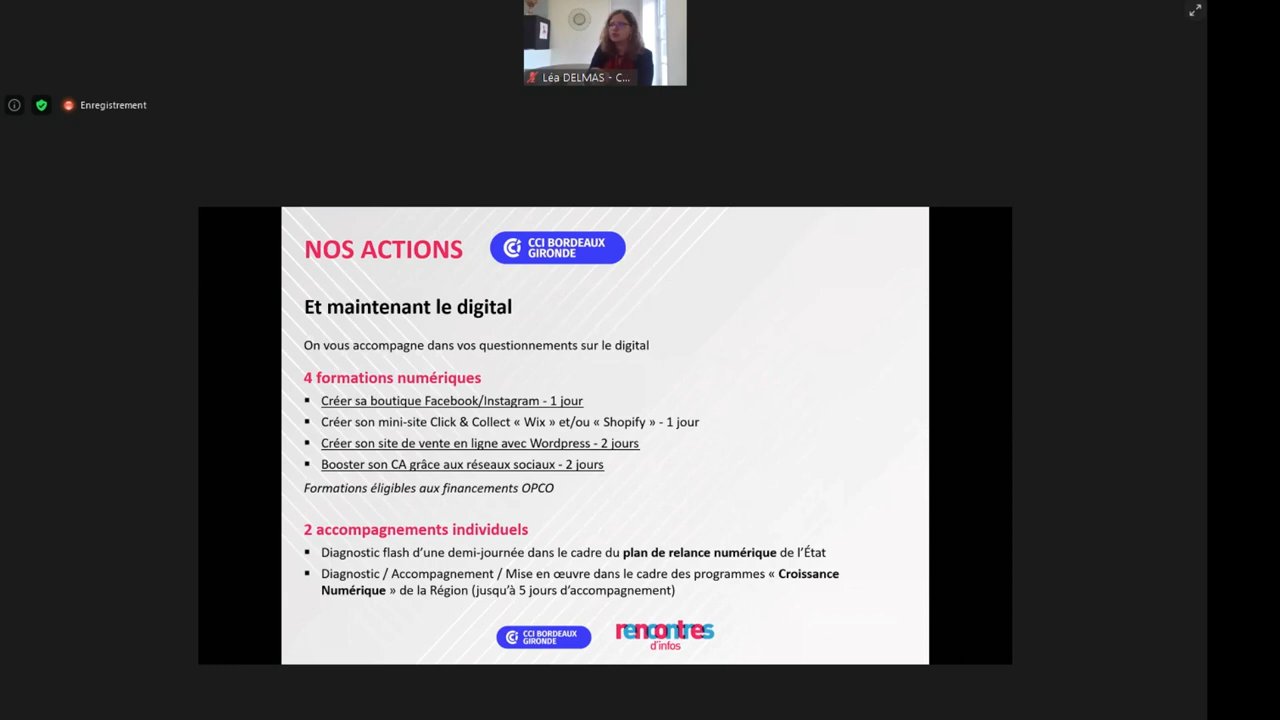 Léa DELMAS - C...
Enregistrement
NOS ACTIONS
CCI BORDEAUX
GIRONDE
Et maintenant le digital
On vous accompagne dans vos questionnements sur le digital
4 formations numériques
▪ Créer sa boutique Facebook/Instagram - 1 jour
▪ Créer son mini-site Click & Collect « Wix » et/ou « Shopify » - 1 jour
▪ Créer son site de vente en ligne avec Wordpress - 2 jours
▪ Booster son CA grâce aux réseaux sociaux - 2 jours
Formations éligibles aux financements OPCO
2 accompagnements individuels
▪ Diagnostic flash d’une demi-journée dans le cadre du plan de relance numérique de l’État
▪ Diagnostic / Accompagnement / Mise en œuvre dans le cadre des programmes « Croissance
Numérique » de la Région (jusqu’à 5 jours d’accompagnement)
CCI BORDEAUX
GIRONDE
rencontres
d'infos